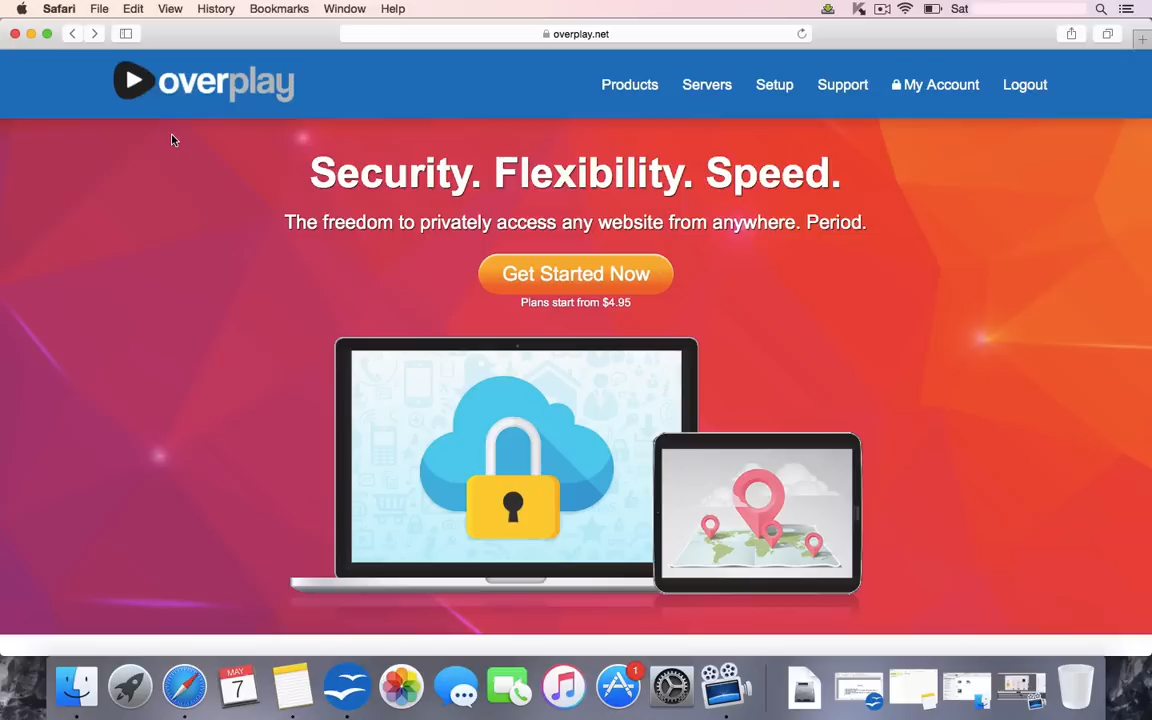 Safari File Edit View History Bookmarks Window Help Sat
overplay.net
overplay
Products Servers Setup Support My Account Logout
Security. Flexibility. Speed.
The freedom to privately access any website from anywhere. Period.
Get Started Now
Plans start from $4.95
MAY
7
1